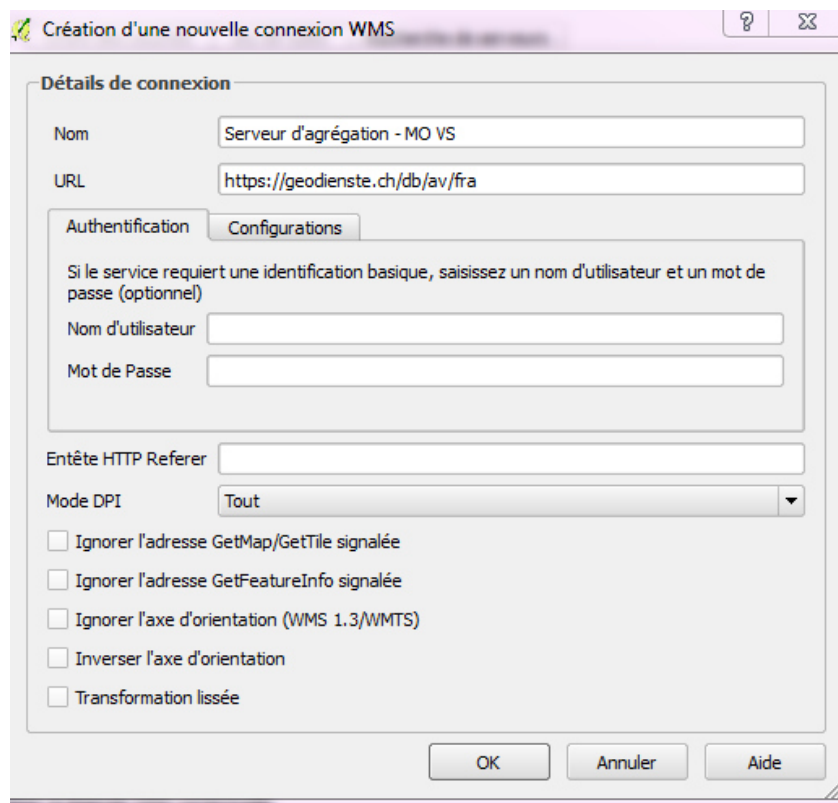 Création d'une nouvelle connexion WMS
Détails de connexion
Nom Serveur d'agrégation - MO VS
URL https://geodienste.ch/db/av/fra
Authentification Configurations
Si le service requiert une identification basique, saisissez un nom d'utilisateur et un mot de
passe (optionnel)
Nom d'utilisateur
Mot de Passe
Entête HTTP Referer
Mode DPI Tout
Ignorer l'adresse GetMap/GetTile signalée
Ignorer l'adresse GetFeatureInfo signalée
Ignorer l'axe d'orientation (WMS 1.3/WMTS)
Inverser l'axe d'orientation
Transformation lissée
OK Annuler Aide